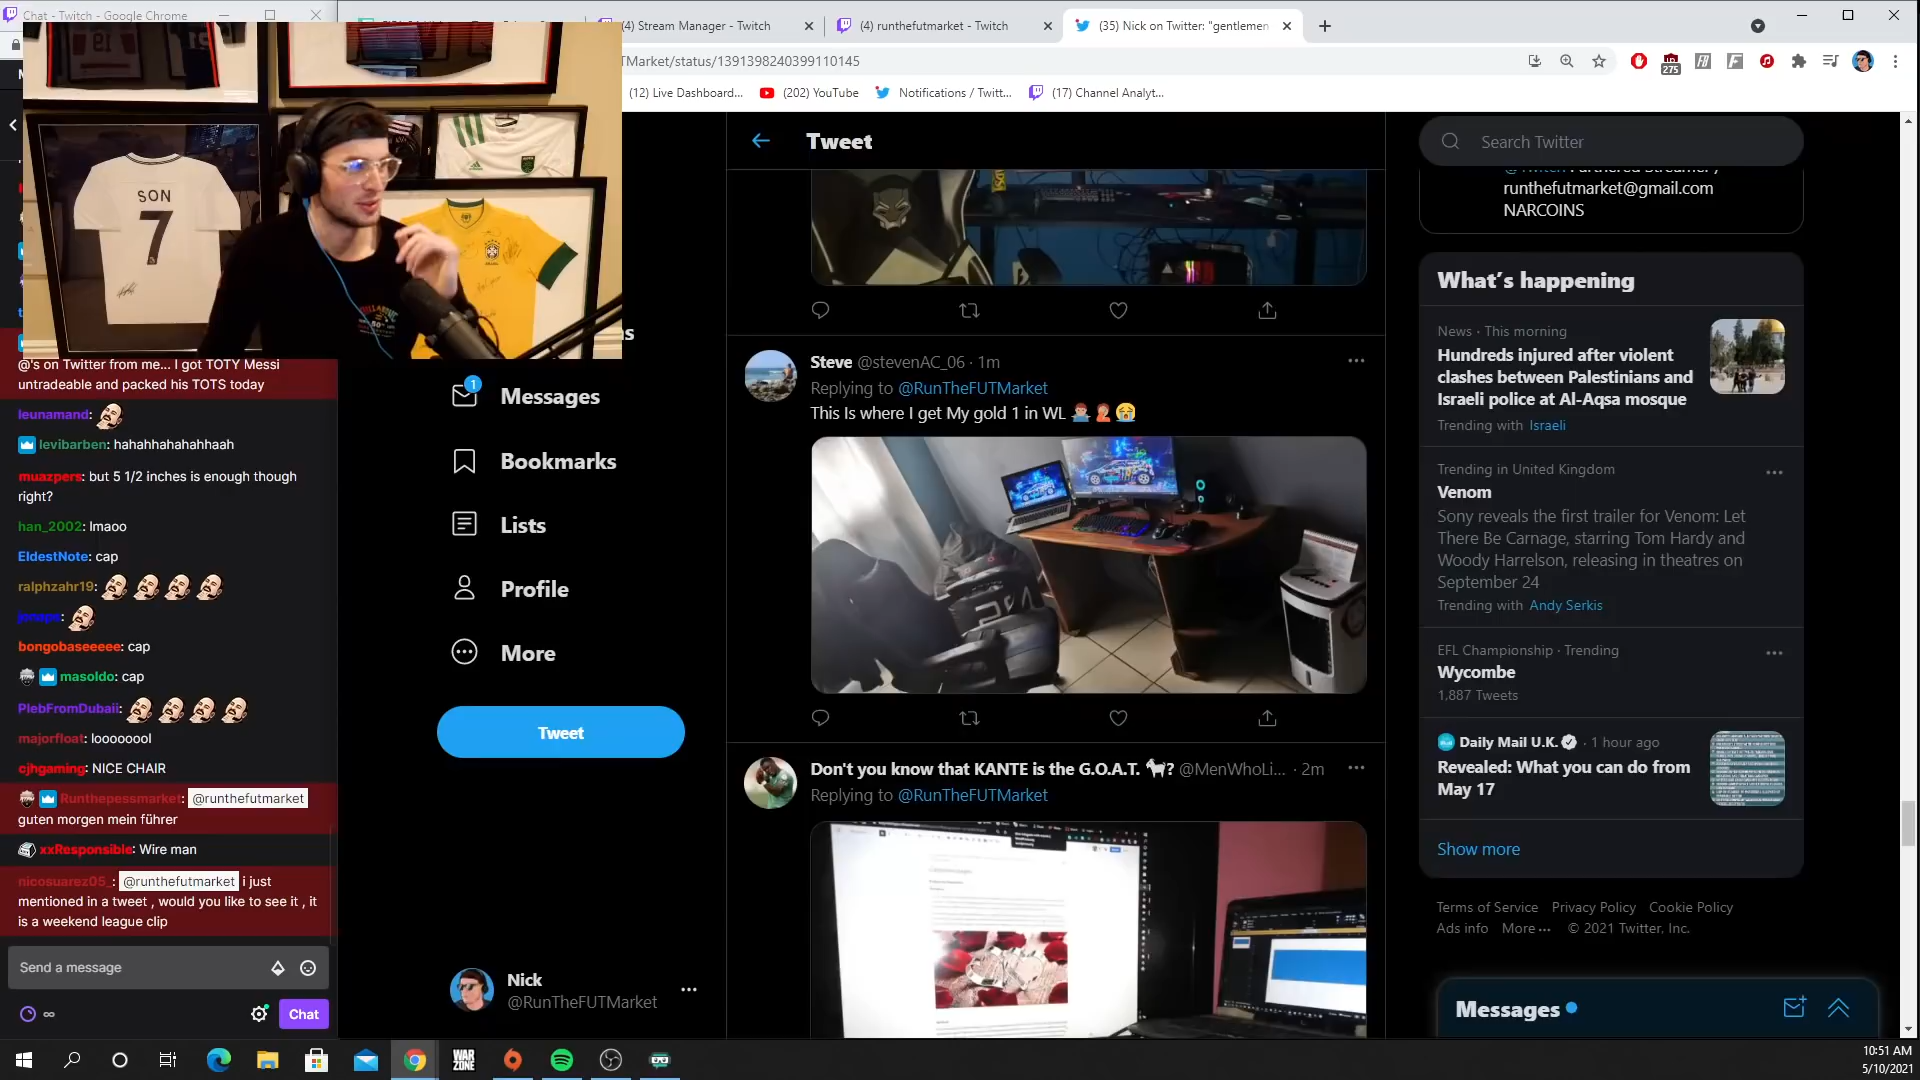 Chat - Twitch - Google Chrome
(4) Stream Manager - Twitch
(4) runthefutmarket - Twitch
(35) Nick on Twitter: "gentlemen
TMarket/status/1391398240399110145
275
(12) Live Dashboard...
(202) YouTube
Notifications / Twitt...
(17) Channel Analyt...
SON
7
@'s on Twitter from me... I got TOTY Messi
untradeable and packed his TOTS today
leunamand:
levibarben: hahahhahahahhaah
muazpers: but 5 1/2 inches is enough though
right?
han_2002: lmaoo
EldestNote: cap
ralphzahr19:
bongobaseeeee: cap
masoldo: cap
PlebFromDubaii:
majorfloat: looooool
cjhgaming: NICE CHAIR
Runthepessmarket: @runthefutmarket
guten morgen mein führer
xxResponsible: Wire man
nicosuarez05_: @runthefutmarket i just
mentioned in a tweet , would you like to see it , it
is a weekend league clip
Send a message
Chat
Messages
1
Bookmarks
Lists
Profile
More
Tweet
Nick
@RunTheFUTMarket
Tweet
Steve @stevenAC_06 · 1m
Replying to @RunTheFUTMarket
This Is where I get My gold 1 in WL
Don't you know that KANTE is the G.O.A.T. ? @MenWhoLi... · 2m
Replying to @RunTheFUTMarket
Search Twitter
runthefutmarket@gmail.com
NARCOINS
What's happening
News · This morning
Hundreds injured after violent
clashes between Palestinians and
Israeli police at Al-Aqsa mosque
Trending with Israeli
Trending in United Kingdom
Venom
Sony reveals the first trailer for Venom: Let
There Be Carnage, starring Tom Hardy and
Woody Harrelson, releasing in theatres on
September 24
Trending with Andy Serkis
EFL Championship · Trending
Wycombe
1,887 Tweets
Daily Mail U.K. · 1 hour ago
Revealed: What you can do from
May 17
Show more
Terms of Service Privacy Policy Cookie Policy
Ads info More © 2021 Twitter, Inc.
Messages
WAR
ZONE
10:51 AM
5/10/2021